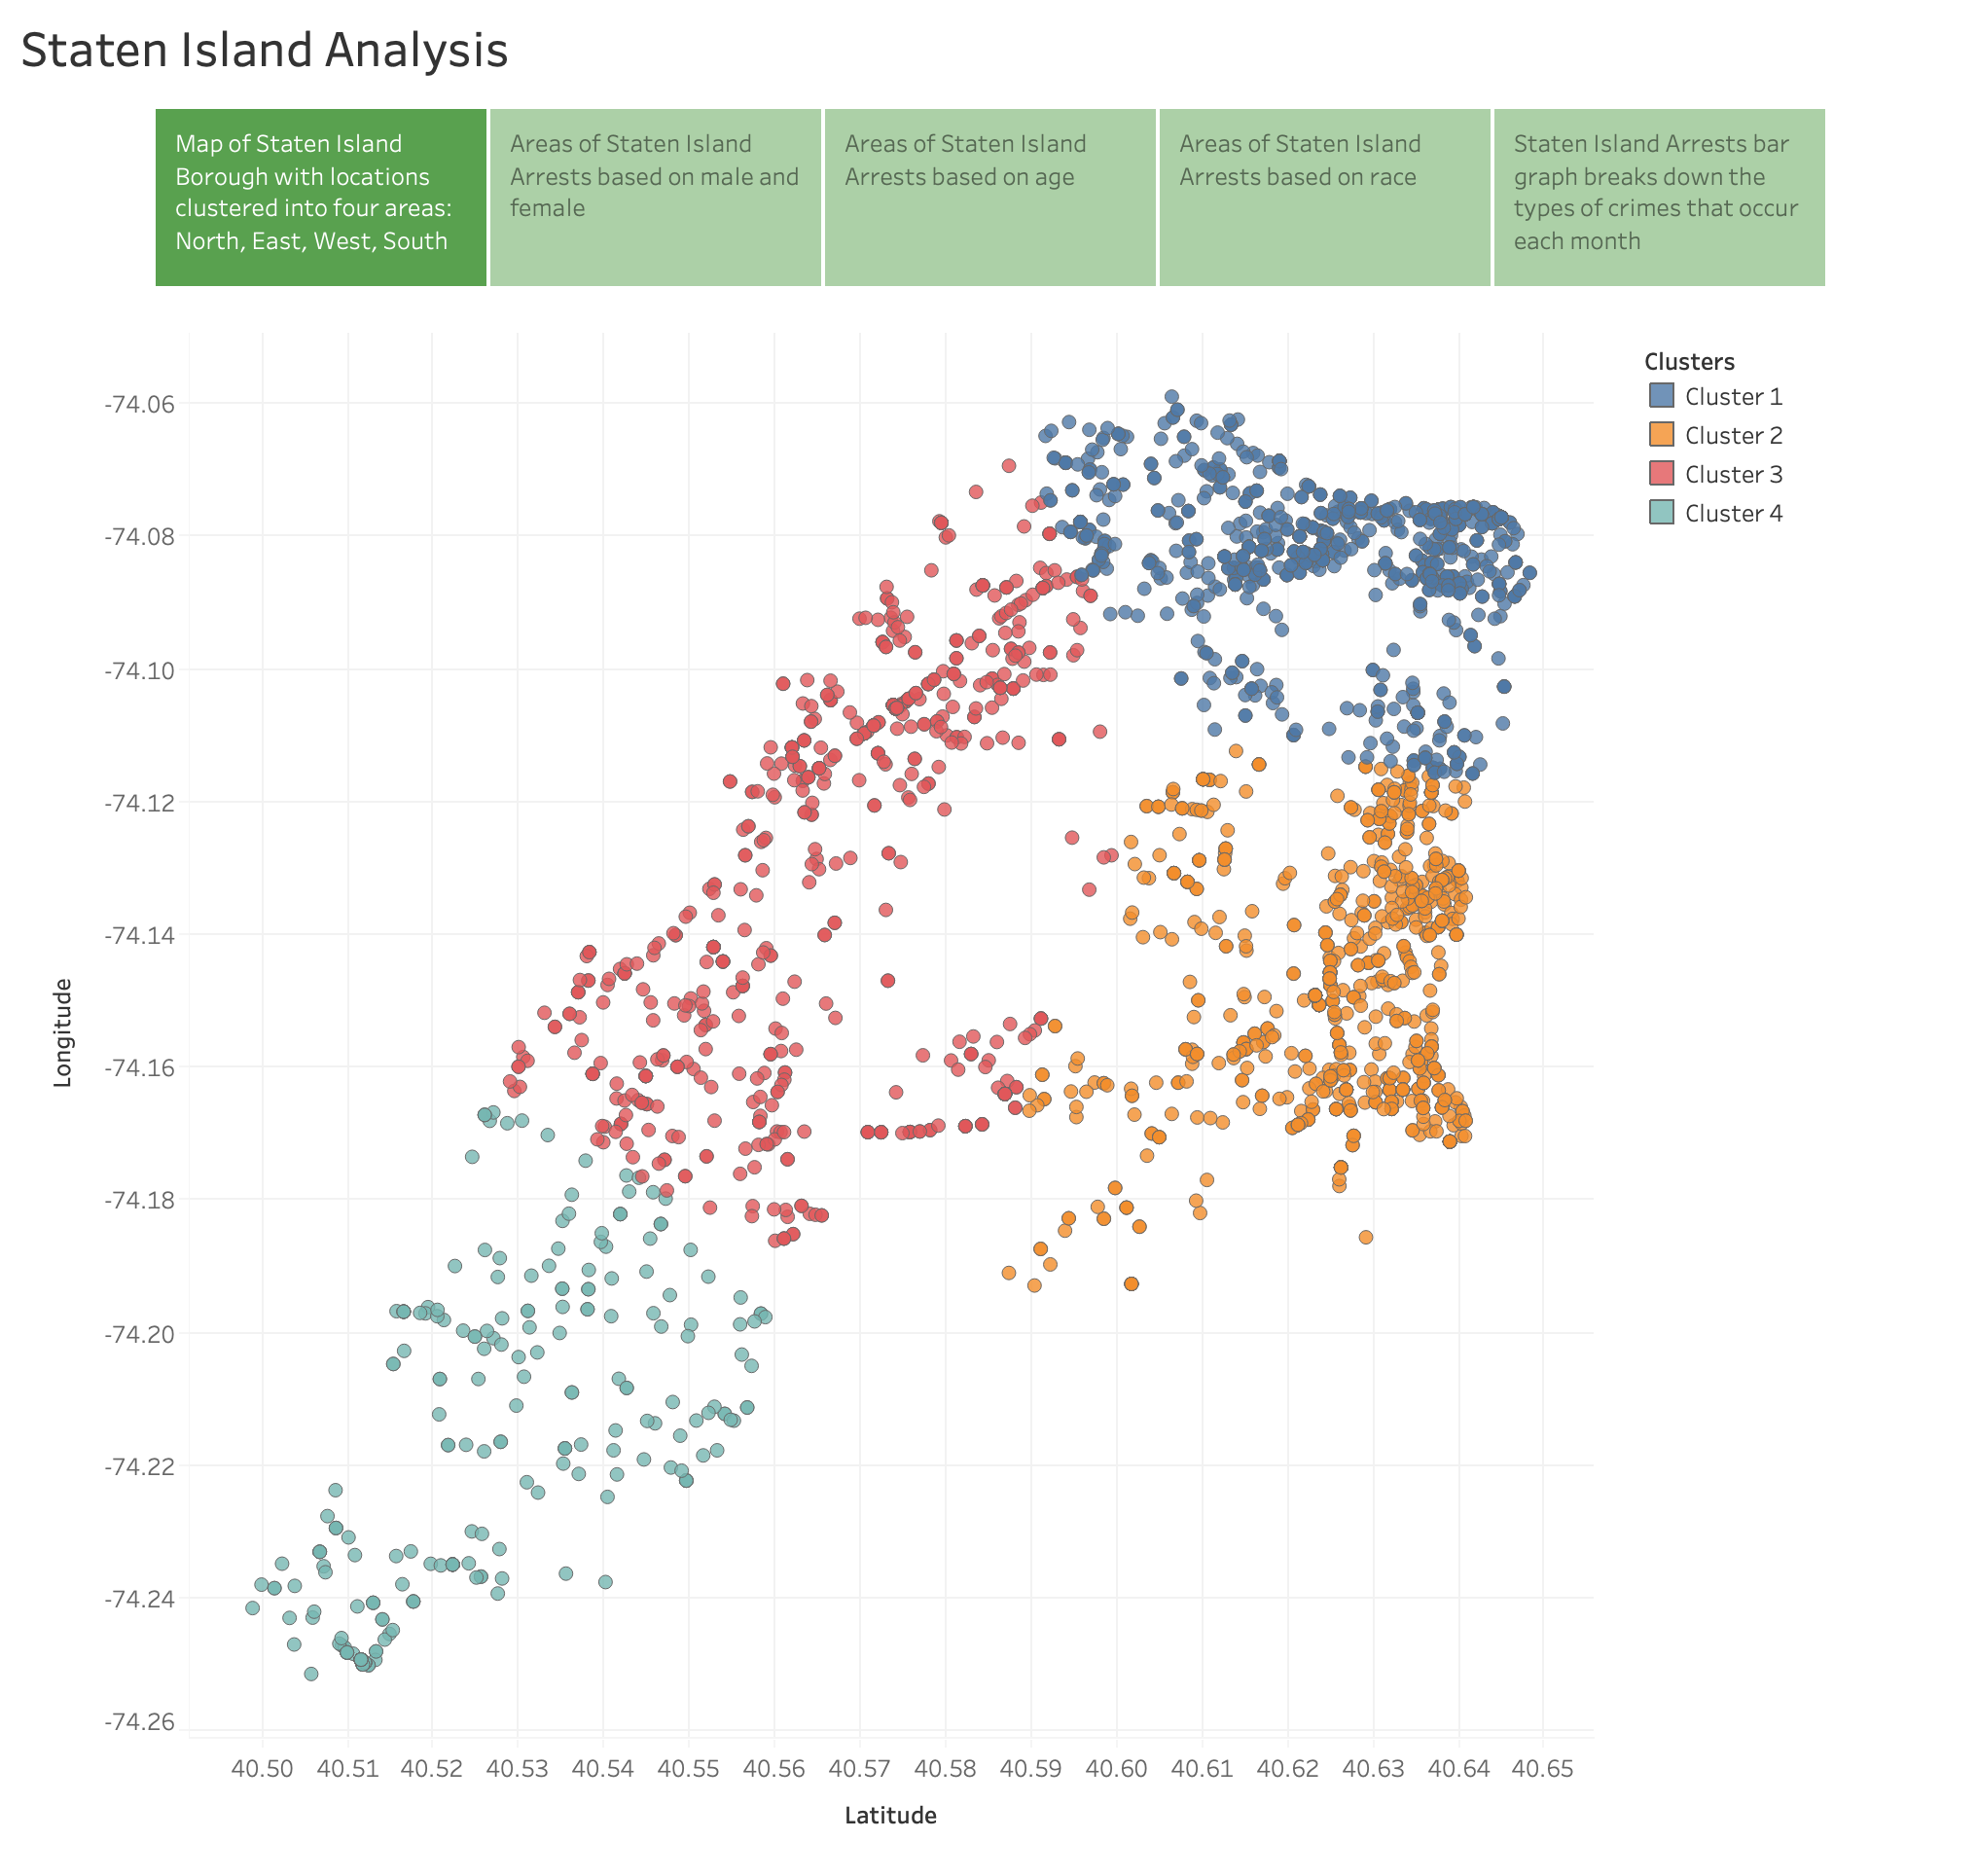 Staten Island Analysis
Map of Staten Island
Borough with locations
clustered into four areas:
North, East, West, South
Areas of Staten Island
Arrests based on male and
female
Areas of Staten Island
Arrests based on age
Areas of Staten Island
Arrests based on race
Staten Island Arrests bar
graph breaks down the
types of crimes that occur
each month
Clusters
Cluster 1
Cluster 2
Cluster 3
Cluster 4
Longitude
-74.06
-74.08
-74.10
-74.12
-74.14
-74.16
-74.18
-74.20
-74.22
-74.24
-74.26
40.50 40.51 40.52 40.53 40.54 40.55 40.56 40.57 40.58 40.59 40.60 40.61 40.62 40.63 40.64 40.65
Latitude